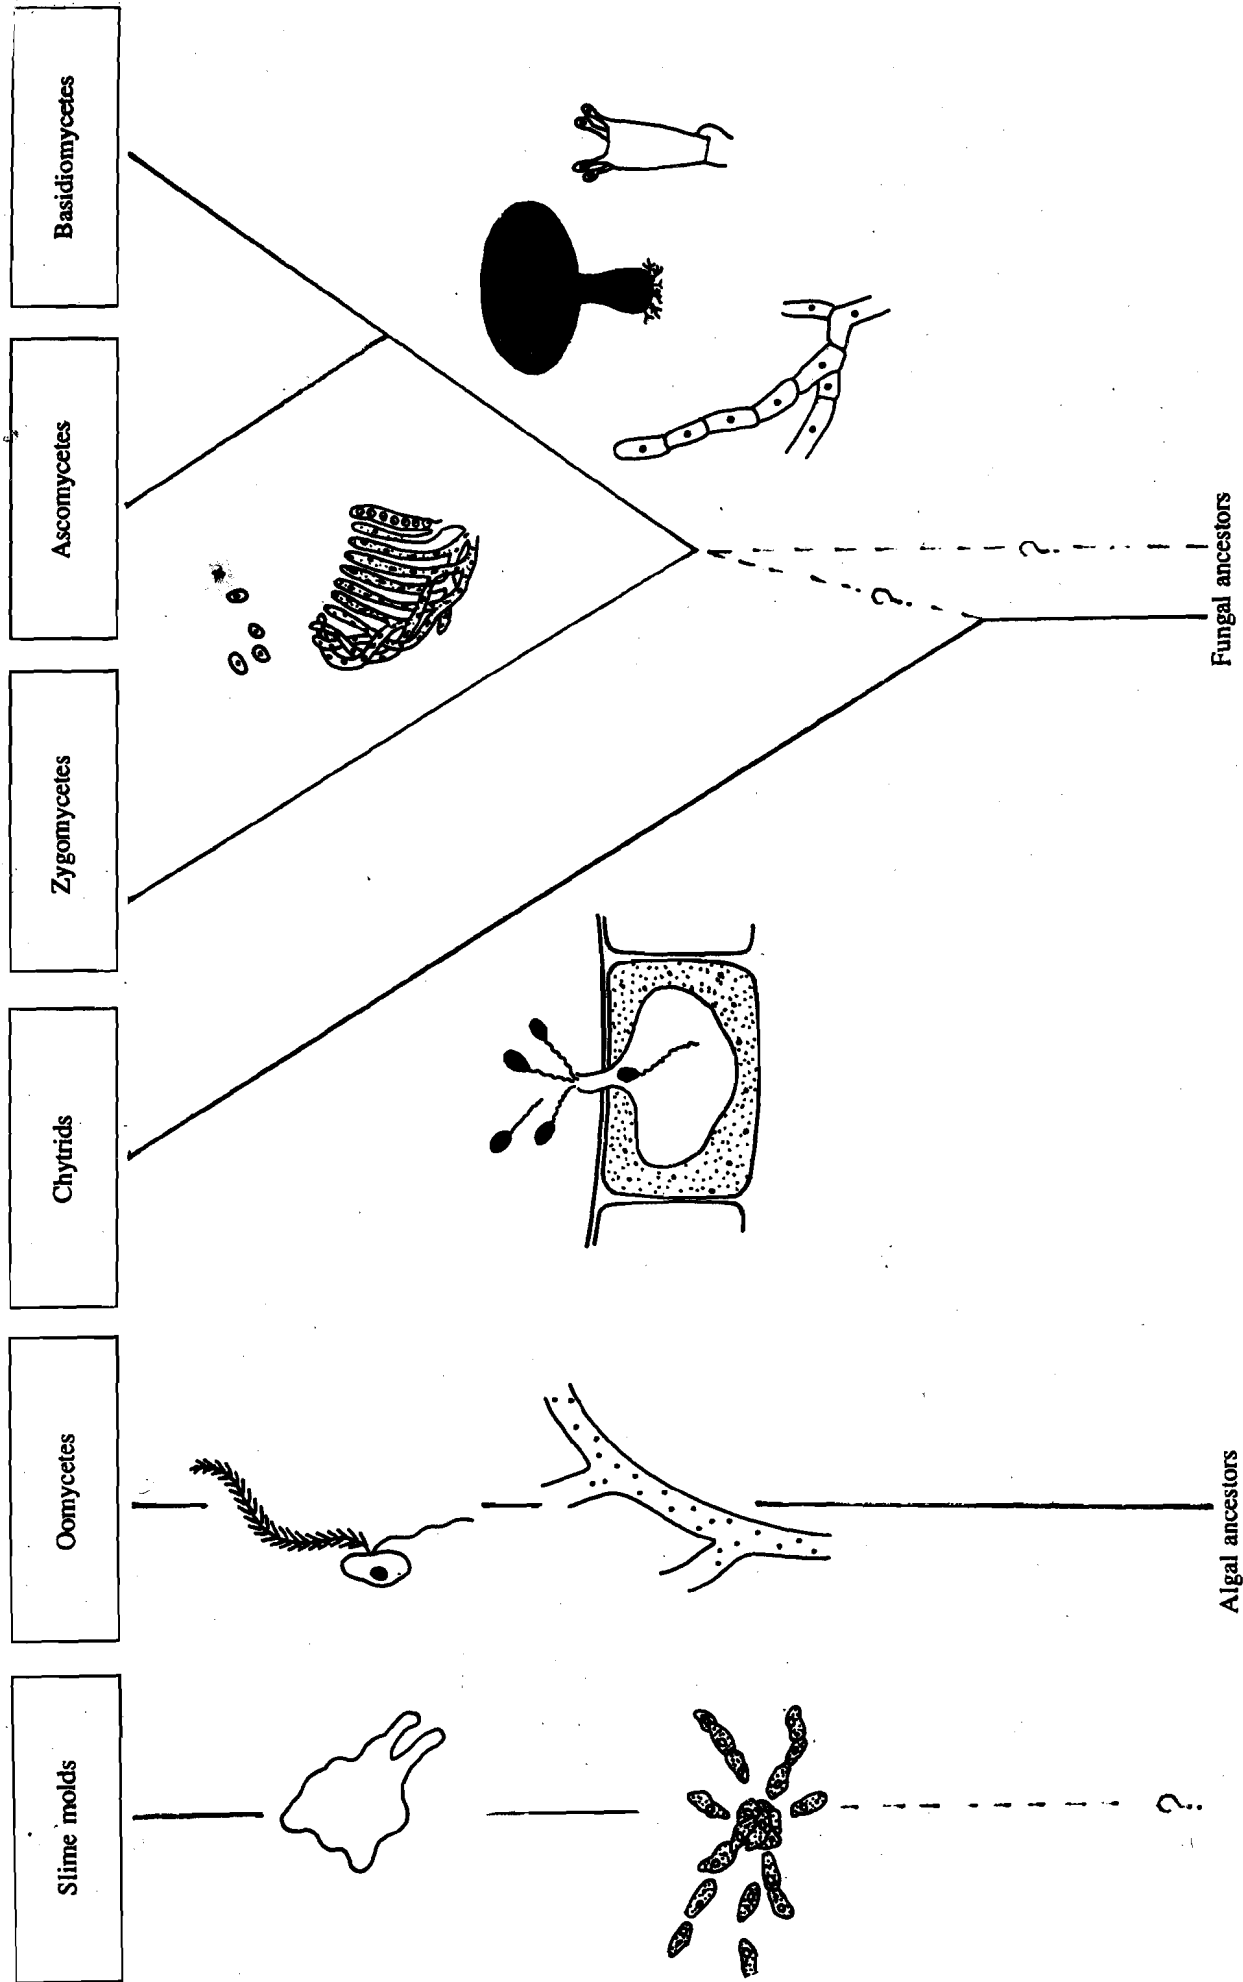 Slime molds
Oomycetes
Chytrids
Zygomycetes
Ascomycetes
Basidiomycetes
?
?
?
Algal ancestors
Fungal ancestors